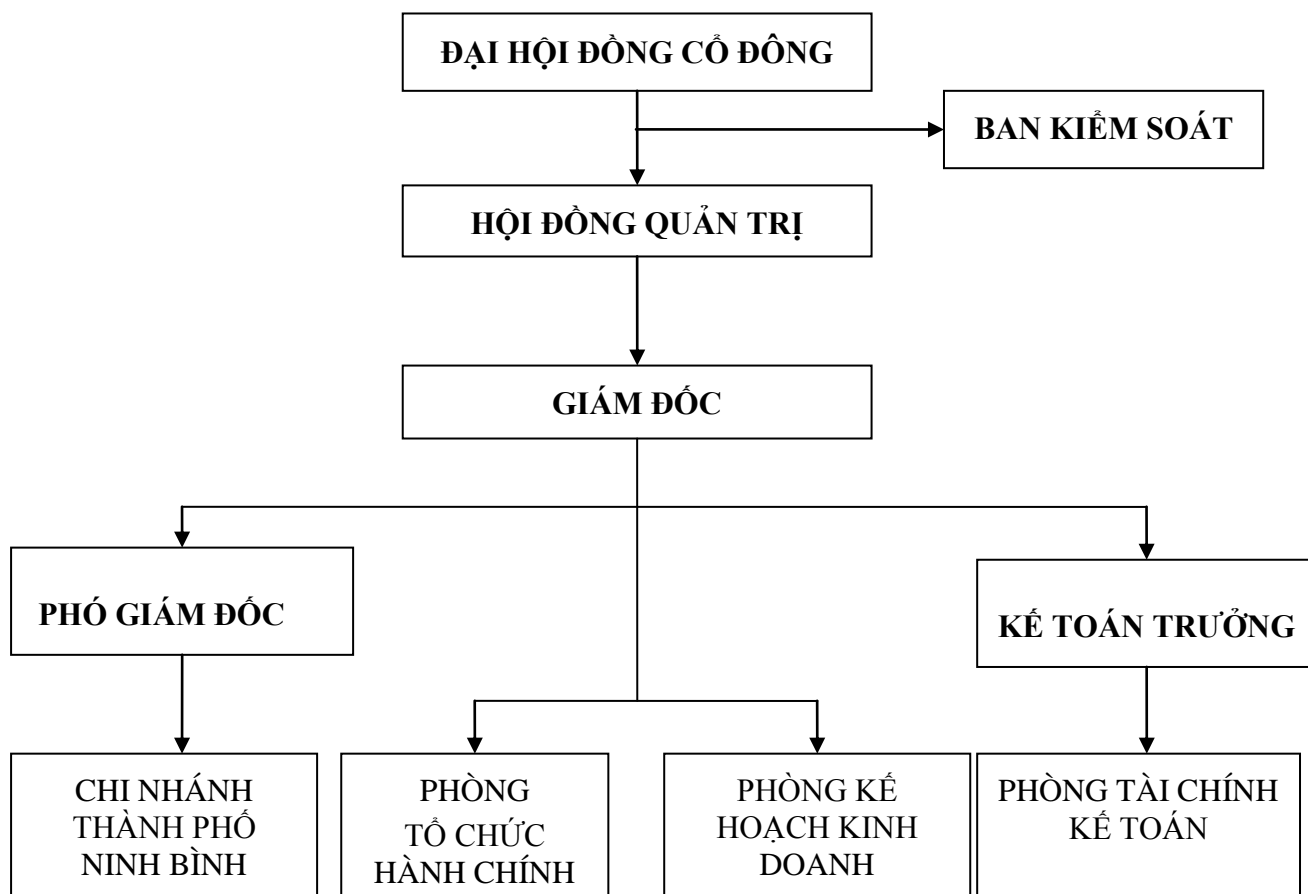 ĐẠI HỘI ĐỒNG CỔ ĐÔNG
BAN KIỂM SOÁT
HỘI ĐỒNG QUẢN TRỊ
GIÁM ĐỐC
PHÓ GIÁM ĐỐC
KẾ TOÁN TRƯỞNG
CHI NHÁNH
THÀNH PHỐ
NINH BÌNH
PHÒNG
TỔ CHỨC
HÀNH CHÍNH
PHÒNG KẾ
HOẠCH KINH
DOANH
PHÒNG TÀI CHÍNH
KẾ TOÁN